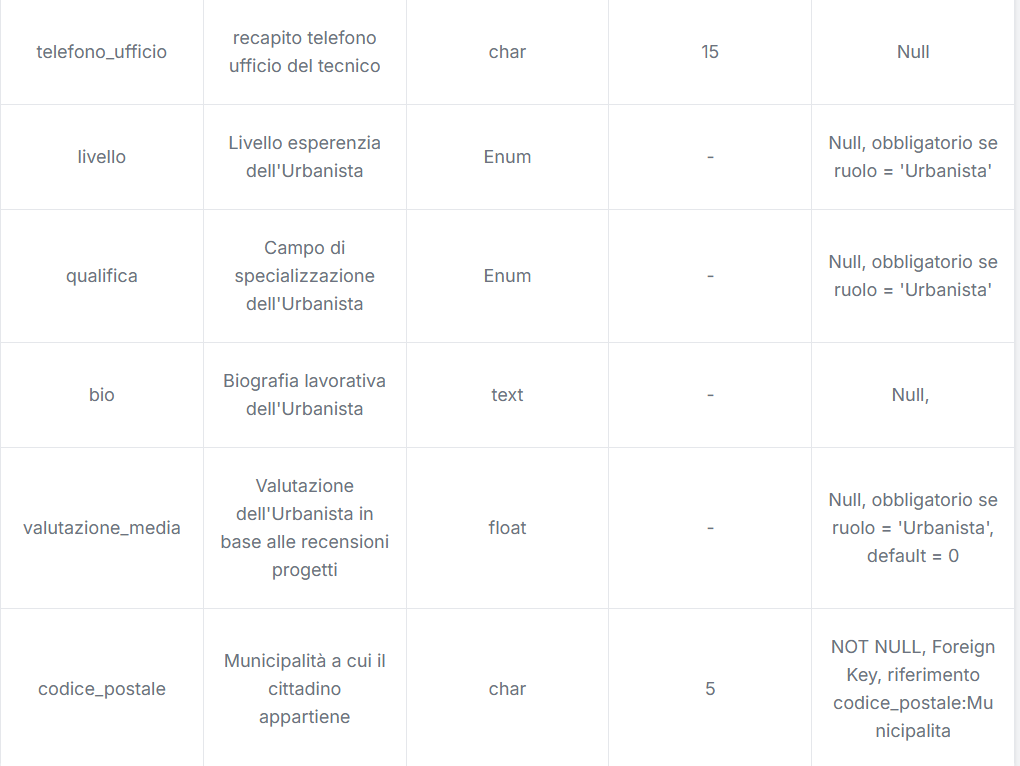 telefono_ufficio
recapito telefono
ufficio del tecnico
char
15
Null
livello
Livello esperenzia
dell'Urbanista
Enum
-
Null, obbligatorio se
ruolo = 'Urbanista'
qualifica
Campo di
specializzazione
dell'Urbanista
Enum
-
Null, obbligatorio se
ruolo = 'Urbanista'
bio
Biografia lavorativa
dell'Urbanista
text
-
Null,
valutazione_media
Valutazione
dell'Urbanista in
base alle recensioni
progetti
float
-
Null, obbligatorio se
ruolo = 'Urbanista',
default = 0
codice_postale
Municipalità a cui il
cittadino
appartiene
char
5
NOT NULL, Foreign
Key, riferimento
codice_postale:Mu
nicipalita